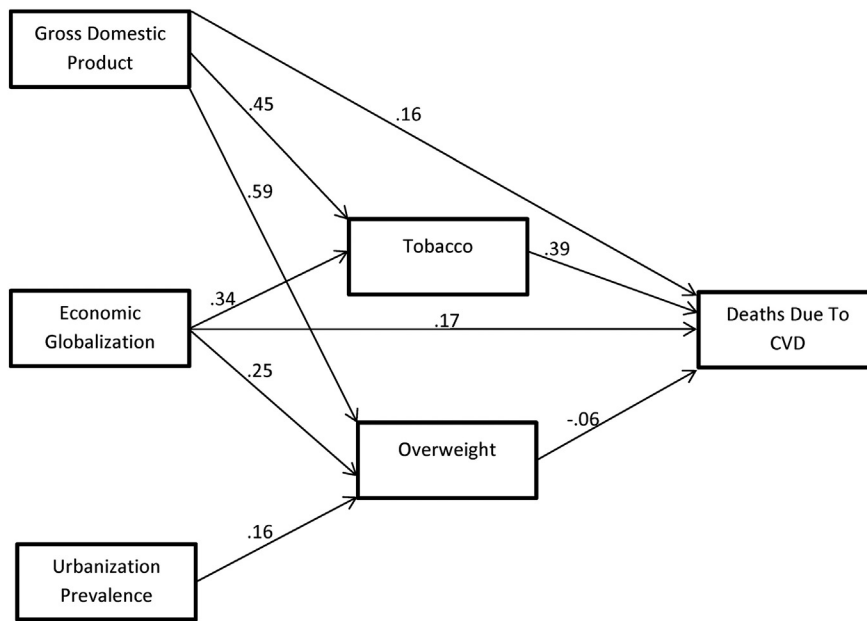 Gross Domestic
Product
.45
.16
.59
Tobacco
.39
.34
Economic
Globalization
.17
Deaths Due To
CVD
.25
-.06
Overweight
.16
Urbanization
Prevalence